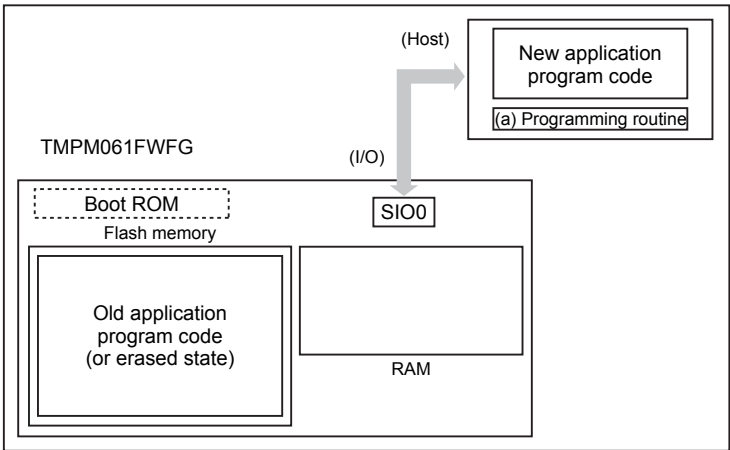 (Host)
New application
program code
(a) Programming routine
TMPM061FWFG
(I/O)
Boot ROM
SIO0
Flash memory
Old application
program code
(or erased state)
RAM